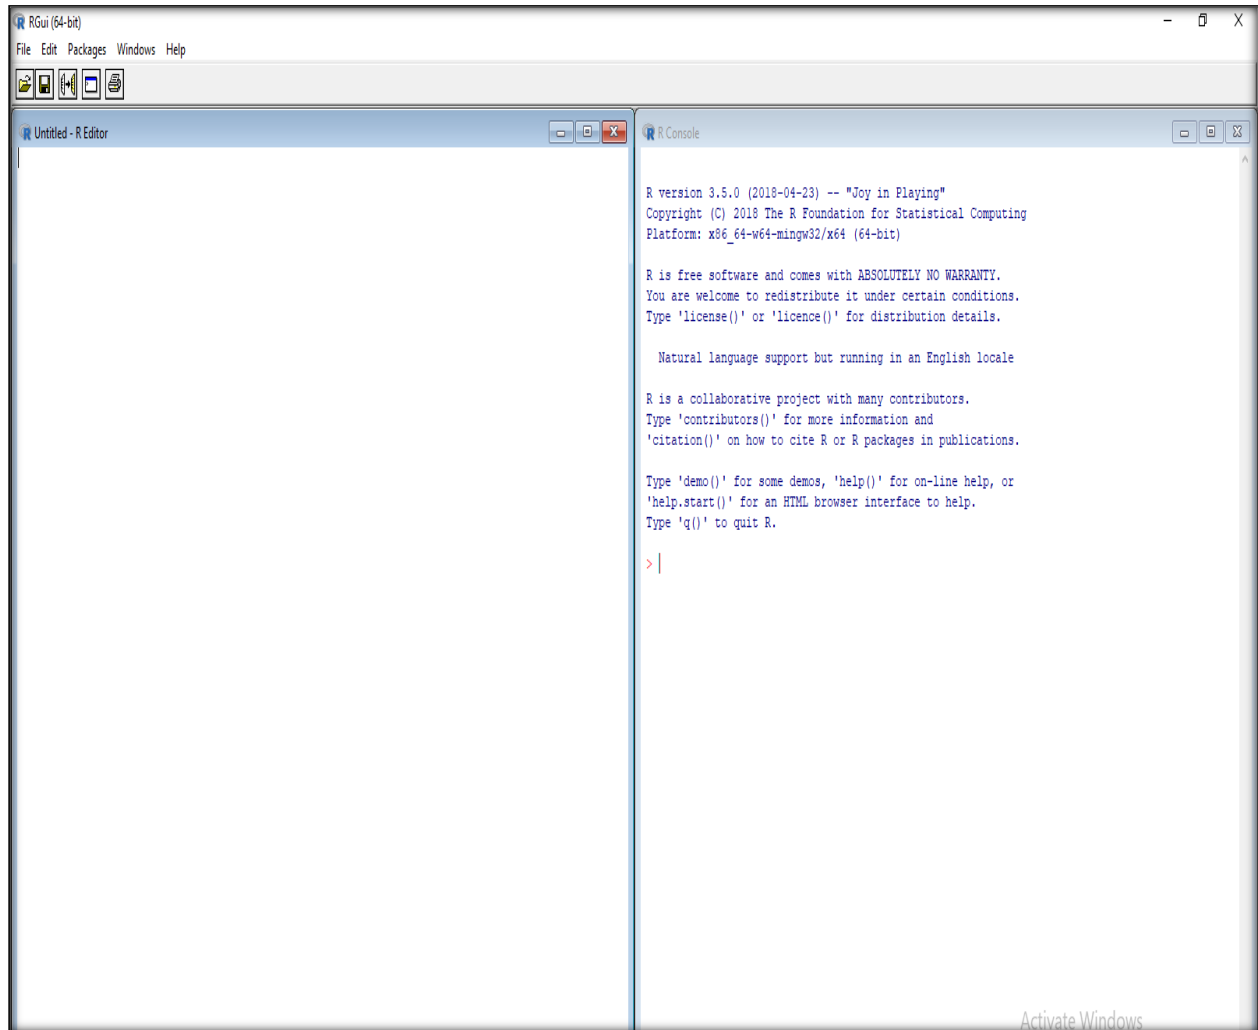 RGui (64-bit)
File Edit Packages Windows Help
Untitled - R Editor
R Console
R version 3.5.0 (2018-04-23) -- "Joy in Playing"
Copyright (C) 2018 The R Foundation for Statistical Computing
Platform: x86_64-w64-mingw32/x64 (64-bit)
R is free software and comes with ABSOLUTELY NO WARRANTY.
You are welcome to redistribute it under certain conditions.
Type 'license()' or 'licence()' for distribution details.
Natural language support but running in an English locale
R is a collaborative project with many contributors.
Type 'contributors()' for more information and
'citation()' on how to cite R or R packages in publications.
Type 'demo()' for some demos, 'help()' for on-line help, or
'help.start()' for an HTML browser interface to help.
Type 'q()' to quit R.
>
Activate Windows